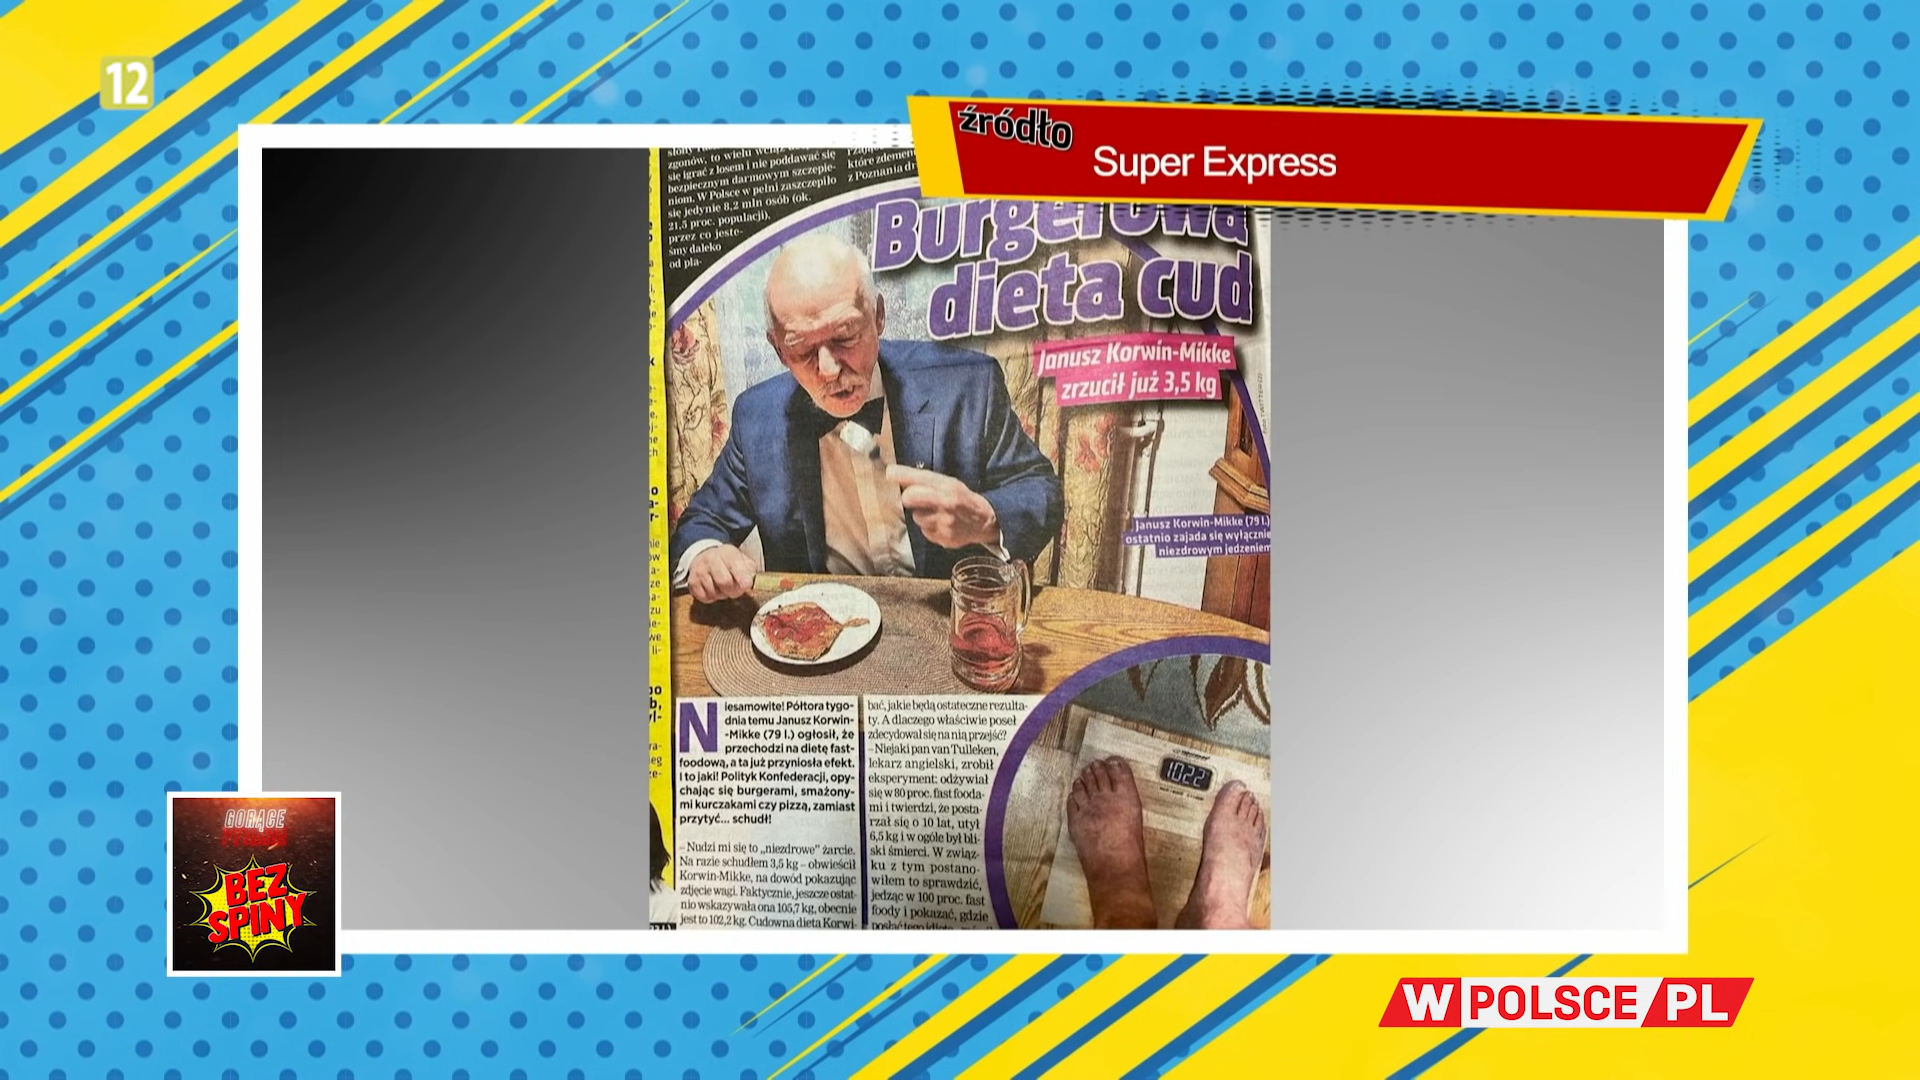 12
źródło
Super Express
zgonów, to wielu wciąż
się igrać z losem i nie poddawać się
bezpiecznym darmowym szczepie-
niom. W Polsce w pełni zaszczepiło
się jedynie 8,2 mln osób (ok.
21,5 proc. populacji),
przez co jeste-
śmy daleko
od pla-
które zdemen
z Poznania dr
Burgerowa
dieta cud
Janusz Korwin-Mikke
zrzucił już 3,5 kg
Janusz Korwin-Mikke (79 l.)
ostatnio zajada się wyłącznie
niezdrowym jedzeniem
Niesamowite! Półtora tygo-
dnia temu Janusz Korwin-
-Mikke (79 l.) ogłosił, że
przechodzi na dietę fast-
foodową, a ta już przyniosła efekt.
I to jaki! Polityk Konfederacji, opy-
chając się burgerami, smażony-
mi kurczakami czy pizzą, zamiast
przytyć... schudł!
– Nudzi mi się to „niezdrowe" żarcie.
Na razie schudłem 3,5 kg – obwieścił
Korwin-Mikke, na dowód pokazując
zdjęcie wagi. Faktycznie, jeszcze ostat-
nio wskazywała ona 105,7 kg, obecnie
jest to 102,2 kg. Cudowna dieta Korwi-
bać, jakie będą ostateczne rezulta-
ty. A dlaczego właściwie poseł
zdecydował się na nią przejść?
– Niejaki pan van Tulleken,
lekarz angielski, zrobił
eksperyment: odżywiał
się w 80 proc. fast fooda-
mi i twierdzi, że posta-
rzał się o 10 lat, utył
6,5 kg i w ogóle był bli-
ski śmierci. W związ-
ku z tym postano-
wiłem to sprawdzić,
jedząc w 100 proc. fast
foody i pokazać, gdzie
1022
GORĄCE
BEZ
SPINY
W POLSCE PL